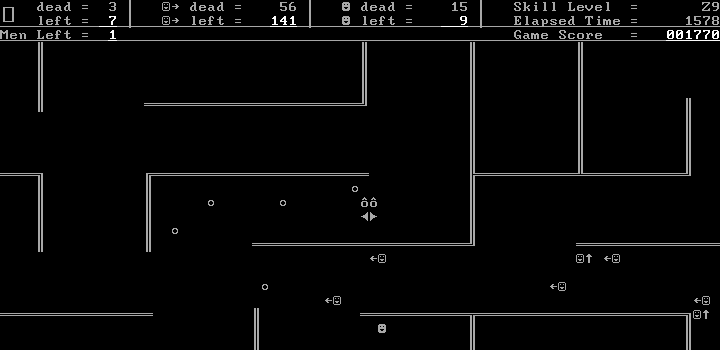 dead = 3 dead = 56 dead = 15 Skill Level = Z9
left = 7 left = 141 left = 9 Elapsed Time = 1578
Men Left = 1 Game Score = 001770